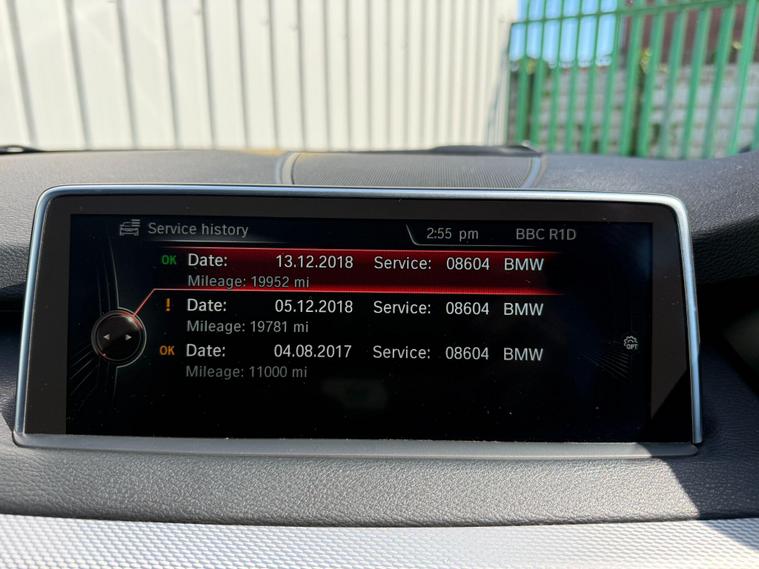 Service history 2:55 pm BBC R1D
OK Date: 13.12.2018 Service: 08604 BMW
Mileage: 19952 mi
! Date: 05.12.2018 Service: 08604 BMW
Mileage: 19781 mi
OK Date: 04.08.2017 Service: 08604 BMW
Mileage: 11000 mi
OPT